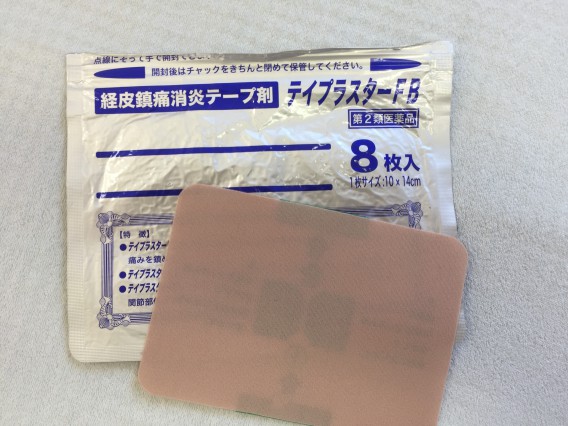 点線にそって手で開封でき
開封後はチャックをきちんと閉めて保管してください。
経皮鎮痛消炎テープ剤 テイプラスターFB
第2類医薬品
8枚入
1枚サイズ:10×14cm
【特 徴】
●テイプラスター
痛みを鎮め
●テイプラスタ
●テイプラスタ
関節部